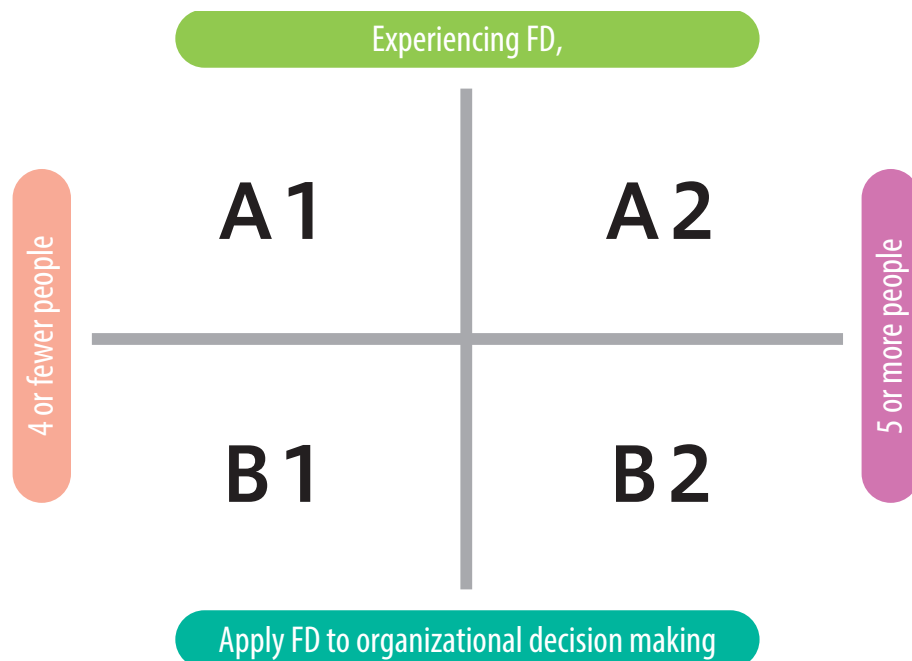 Experiencing FD,
A1
A2
4 or fewer people
5 or more people
B1
B2
Apply FD to organizational decision making